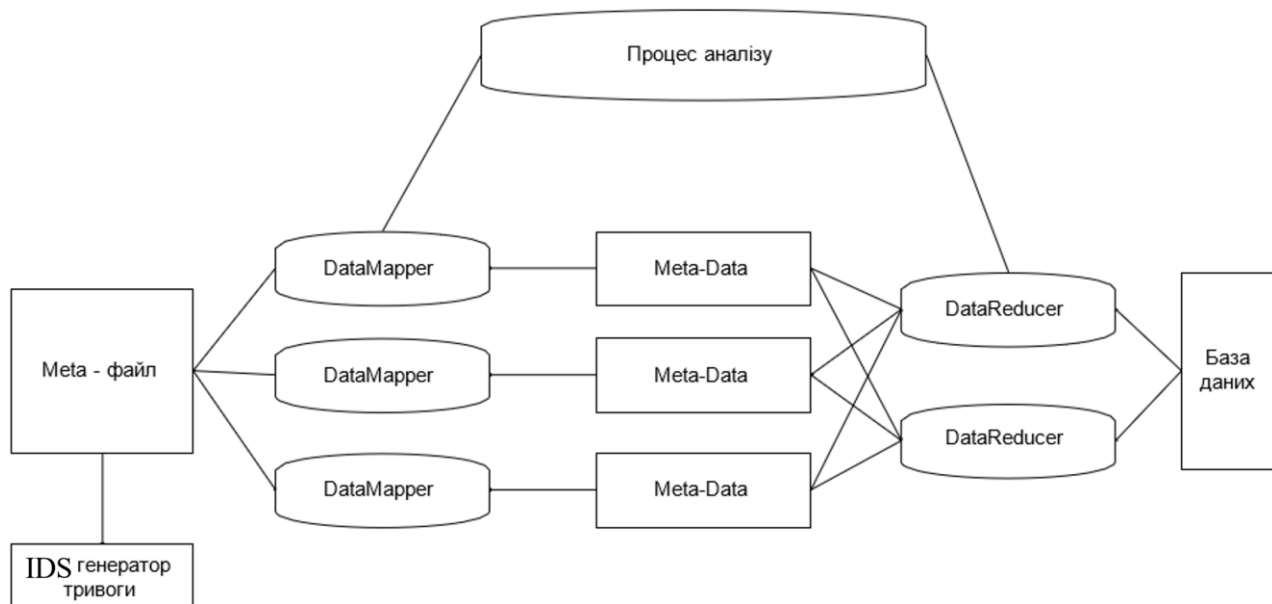 Процес аналізу
DataMapper
Meta-Data
DataReducer
Meta - файл
DataMapper
Meta-Data
База
даних
DataReducer
DataMapper
Meta-Data
IDS генератор
тривоги